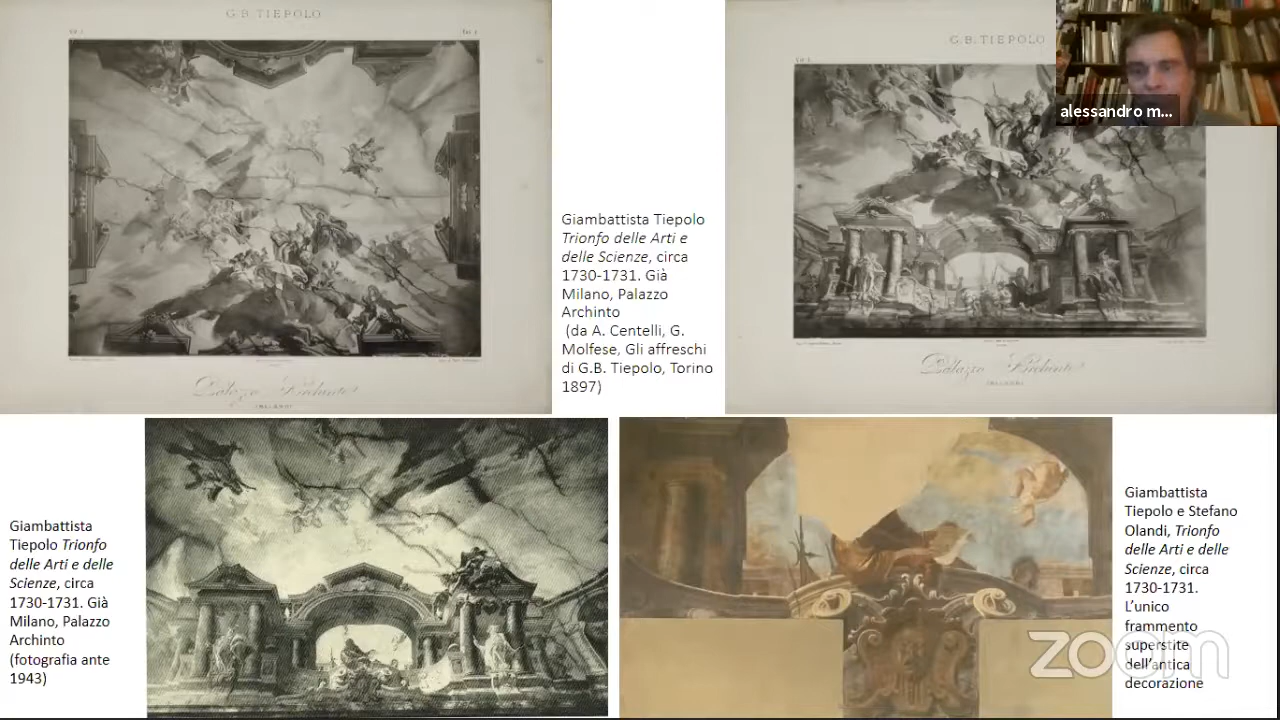 G.B. TIEPOLO
G.B. TIEPOLO
alessandro m...
Giambattista Tiepolo
Trionfo delle Arti e
delle Scienze, circa
1730-1731. Già
Milano, Palazzo
Archinto
(da A. Centelli, G.
Molfese, Gli affreschi
di G.B. Tiepolo, Torino
1897)
Palazzo Archinto
(MILANO)
Palazzo Archinto
(MILANO)
Giambattista
Tiepolo Trionfo
delle Arti e delle
Scienze, circa
1730-1731. Già
Milano, Palazzo
Archinto
(fotografia ante
1943)
Giambattista
Tiepolo e Stefano
Olandi, Trionfo
delle Arti e delle
Scienze, circa
1730-1731.
L'unico
frammento
superstite
dell'antica
decorazione
zoom